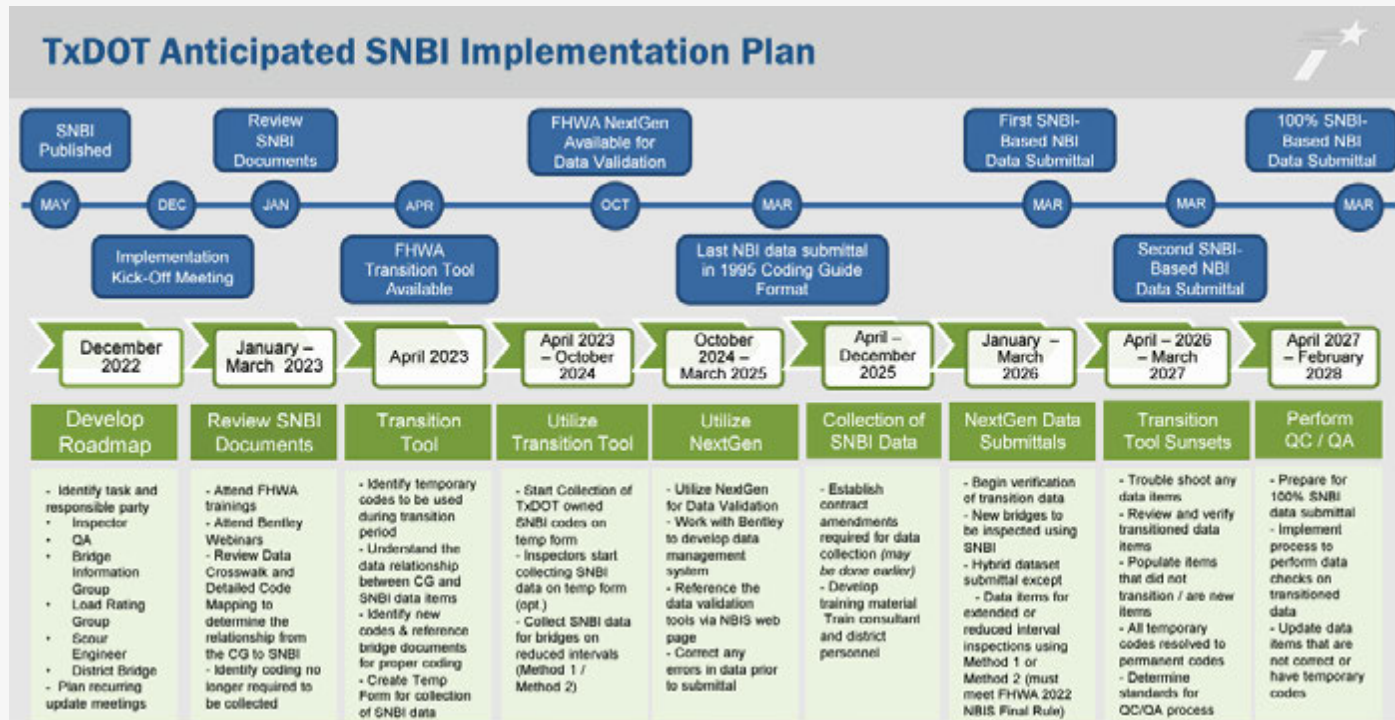 TxDOT Anticipated SNBI Implementation Plan
SNBI
Published
Review
SNBI
Documents
FHWA NextGen
Available for
Data Validation
First SNBI-
Based NBI
Data Submittal
100% SNBI-
Based NBI
Data Submittal
MAY
DEC
JAN
APR
OCT
MAR
MAR
MAR
MAR
Implementation
Kick-Off Meeting
FHWA
Transition Tool
Available
Last NBI data submittal
in 1995 Coding Guide
Format
Second SNBI-
Based NBI
Data Submittal
December
2022
January –
March 2023
April 2023
April 2023
– October
2024
October
2024 –
March 2025
April –
December
2025
January –
March
2026
April – 2026
– March
2027
April 2027
– February
2028
Develop
Roadmap
- Identify task and
responsible party
• Inspector
• QA
• Bridge
Information
Group
• Load Rating
Group
• Scour
Engineer
• District Bridge
- Plan recurring
update meetings
Review SNBI
Documents
- Attend FHWA
trainings
- Attend Bentley
Webinars
- Review Data
Crosswalk and
Detailed Code
Mapping to
determine the
relationship from
the CG to SNBI
- Identify coding no
longer required to
be collected
Transition
Tool
- Identify temporary
codes to be used
during transition
period
- Understand the
data relationship
between CG and
SNBI data items
- Identify new
codes & reference
bridge documents
for proper coding
- Create Temp
Form for collection
of SNBI data
Utilize
Transition Tool
- Start Collection of
TxDOT owned
SNBI codes on
temp form
- Inspectors start
collecting SNBI
data on temp form
(opt.)
- Collect SNBI data
for bridges on
reduced intervals
(Method 1 /
Method 2)
Utilize
NextGen
- Utilize NextGen
for Data Validation
- Work with Bentley
to develop data
management
system
- Reference the
data validation
tools via NBIS web
page
- Correct any
errors in data prior
to submittal
Collection of
SNBI Data
- Establish
contract
amendments
required for data
collection (may
be done earlier)
- Develop
training material
Train consultant
and district
personnel
NextGen Data
Submittals
- Begin verification
of transition data
- New bridges to
be inspected using
SNBI
- Hybrid dataset
submittal except
- Data items for
extended or
reduced interval
inspections using
Method 1 or
Method 2 (must
meet FHWA 2022
NBIS Final Rule)
Transition
Tool Sunsets
- Trouble shoot any
data items
- Review and verify
transitioned data
items
- Populate items
that did not
transition / are new
items
- All temporary
codes resolved to
permanent codes
- Determine
standards for
QC/QA process
Perform
QC / QA
- Prepare for
100% SNBI
data submittal
- Implement
process to
perform data
checks on
transitioned
data
- Update data
items that are
not correct or
have temporary
codes